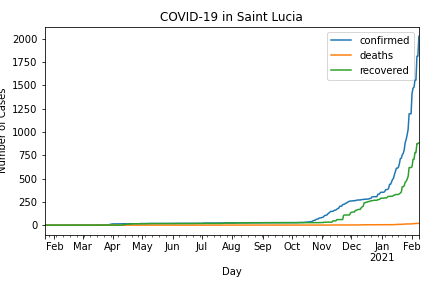 COVID-19 in Saint Lucia
confirmed
deaths
recovered
2000
1750
1500
1250
1000
750
500
250
0
Number of Cases
Feb Mar Apr May Jun Jul Aug Sep Oct Nov Dec Jan Feb
2021
Day